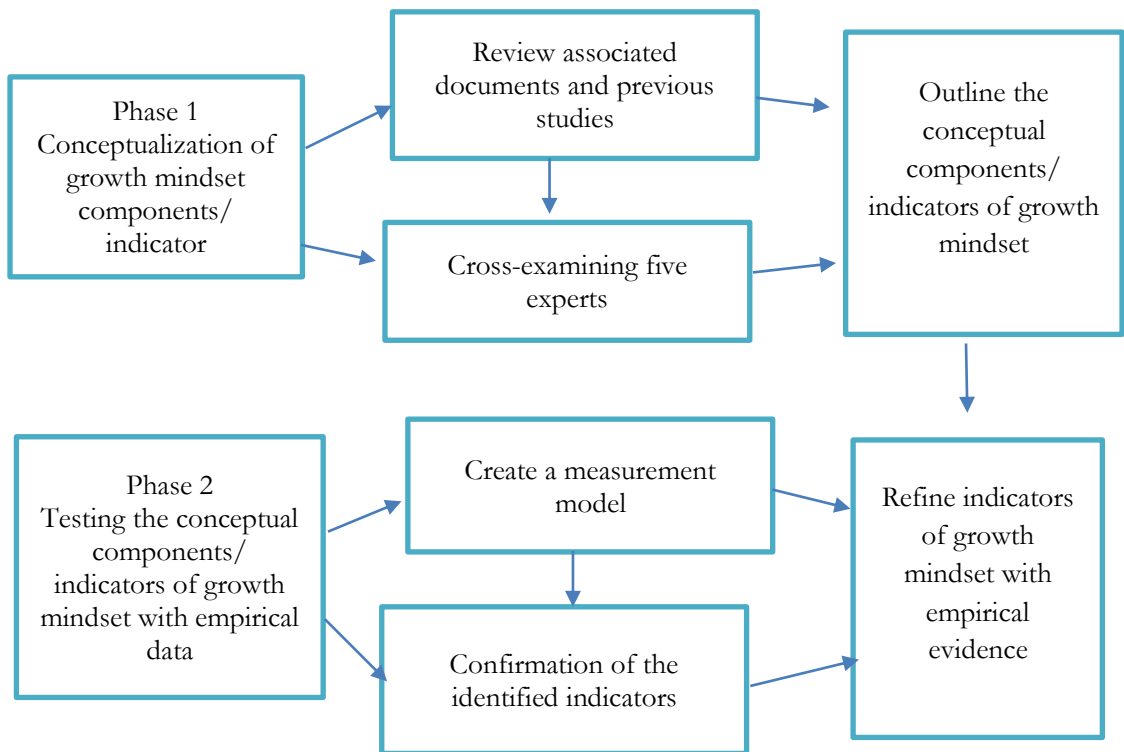 Phase 1
Conceptualization of
growth mindset
components/
indicator
Review associated
documents and previous
studies
Cross-examining five
experts
Outline the
conceptual
components/
indicators of growth
mindset
Phase 2
Testing the conceptual
components/
indicators of growth
mindset with empirical
data
Create a measurement
model
Confirmation of the
identified indicators
Refine indicators
of growth
mindset with
empirical
evidence